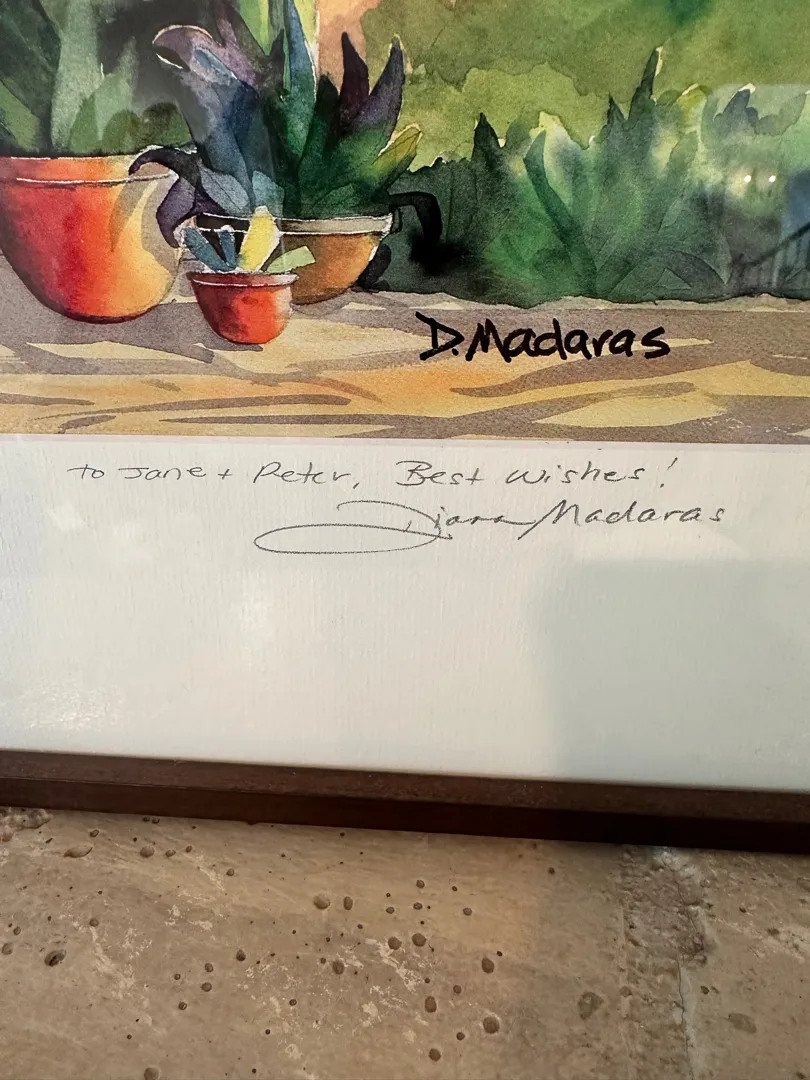 D. Madaras
To Jane + Peter, Best Wishes!
Diana Madaras